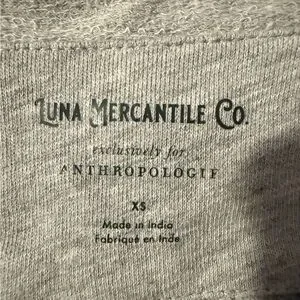 LUNA MERCANTILE CO.
exclusively for
ANTHROPOLOGIE
XS
Made in India
Fabriqué en Inde